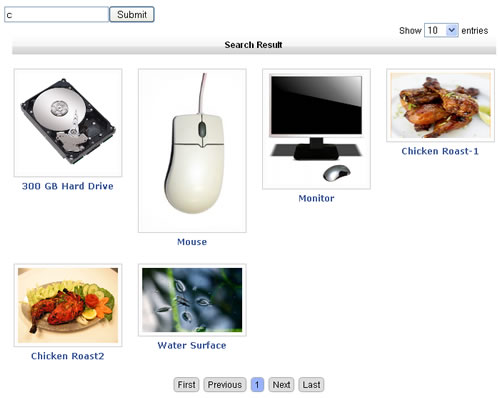 c Submit
Show 10 entries
Search Result
300 GB Hard Drive
Mouse
Monitor
Chicken Roast-1
Chicken Roast2
Water Surface
First Previous 1 Next Last